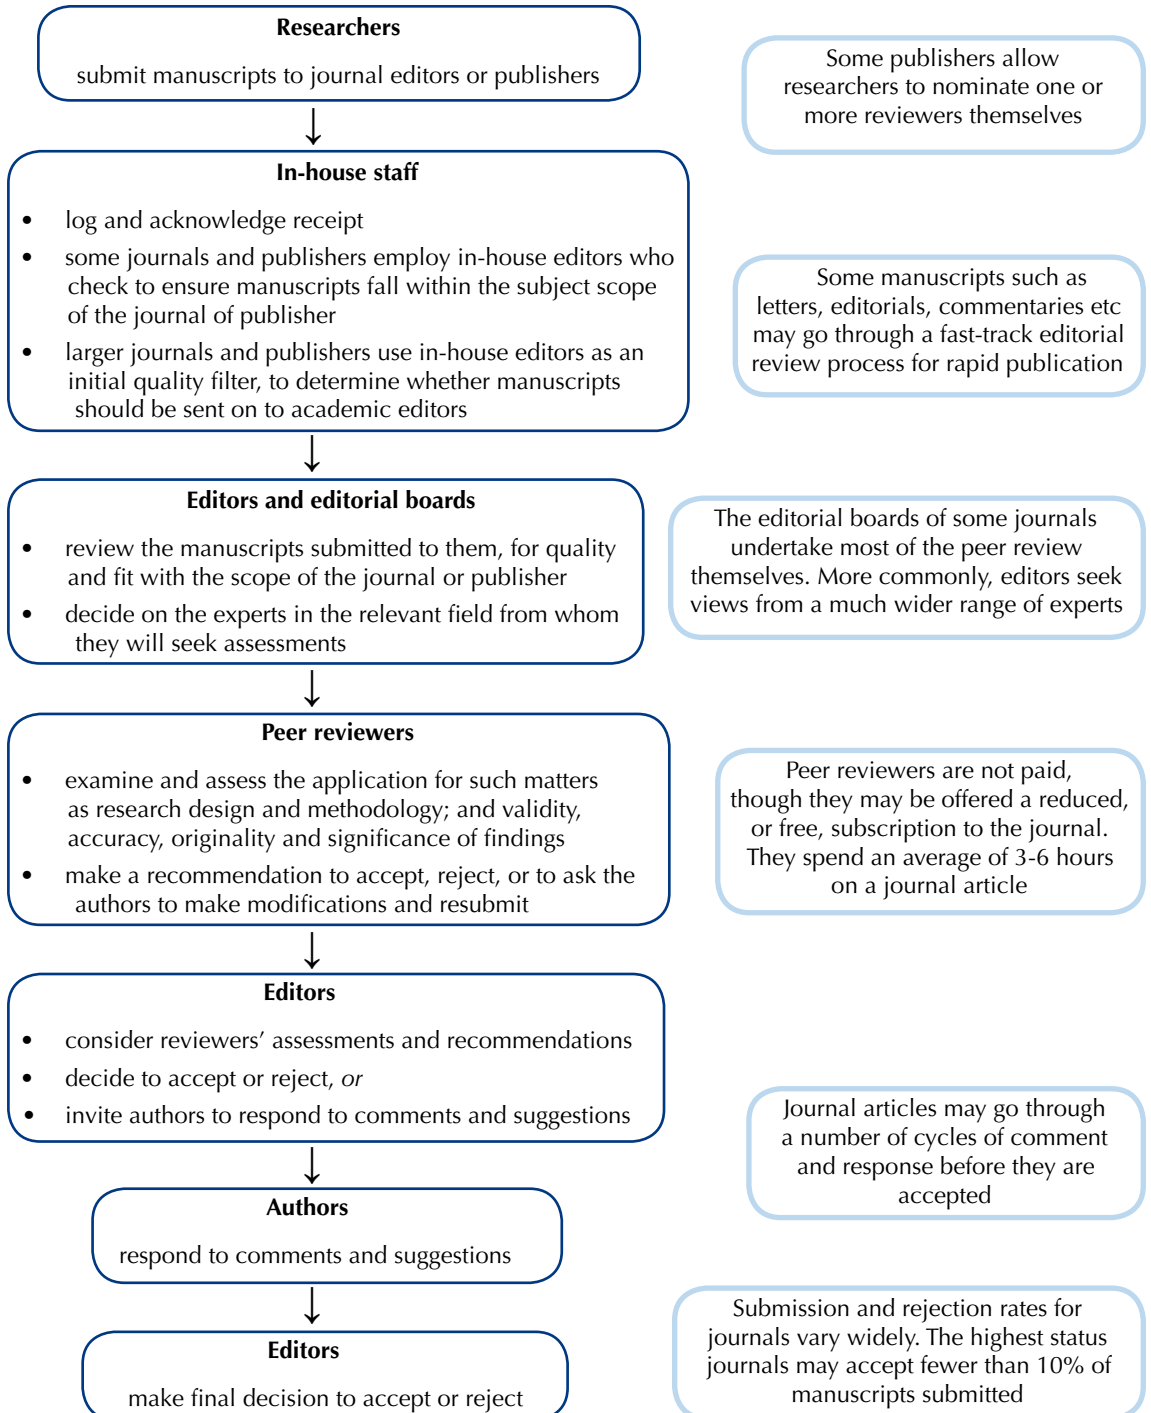 Researchers
submit manuscripts to journal editors or publishers
Some publishers allow
researchers to nominate one or
more reviewers themselves
In-house staff
• log and acknowledge receipt
• some journals and publishers employ in-house editors who
check to ensure manuscripts fall within the subject scope
of the journal of publisher
• larger journals and publishers use in-house editors as an
initial quality filter, to determine whether manuscripts
should be sent on to academic editors
Some manuscripts such as
letters, editorials, commentaries etc
may go through a fast-track editorial
review process for rapid publication
Editors and editorial boards
• review the manuscripts submitted to them, for quality
and fit with the scope of the journal or publisher
• decide on the experts in the relevant field from whom
they will seek assessments
The editorial boards of some journals
undertake most of the peer review
themselves. More commonly, editors seek
views from a much wider range of experts
Peer reviewers
• examine and assess the application for such matters
as research design and methodology; and validity,
accuracy, originality and significance of findings
• make a recommendation to accept, reject, or to ask the
authors to make modifications and resubmit
Peer reviewers are not paid,
though they may be offered a reduced,
or free, subscription to the journal.
They spend an average of 3-6 hours
on a journal article
Editors
• consider reviewers’ assessments and recommendations
• decide to accept or reject, or
• invite authors to respond to comments and suggestions
Journal articles may go through
a number of cycles of comment
and response before they are
accepted
Authors
respond to comments and suggestions
Editors
make final decision to accept or reject
Submission and rejection rates for
journals vary widely. The highest status
journals may accept fewer than 10% of
manuscripts submitted